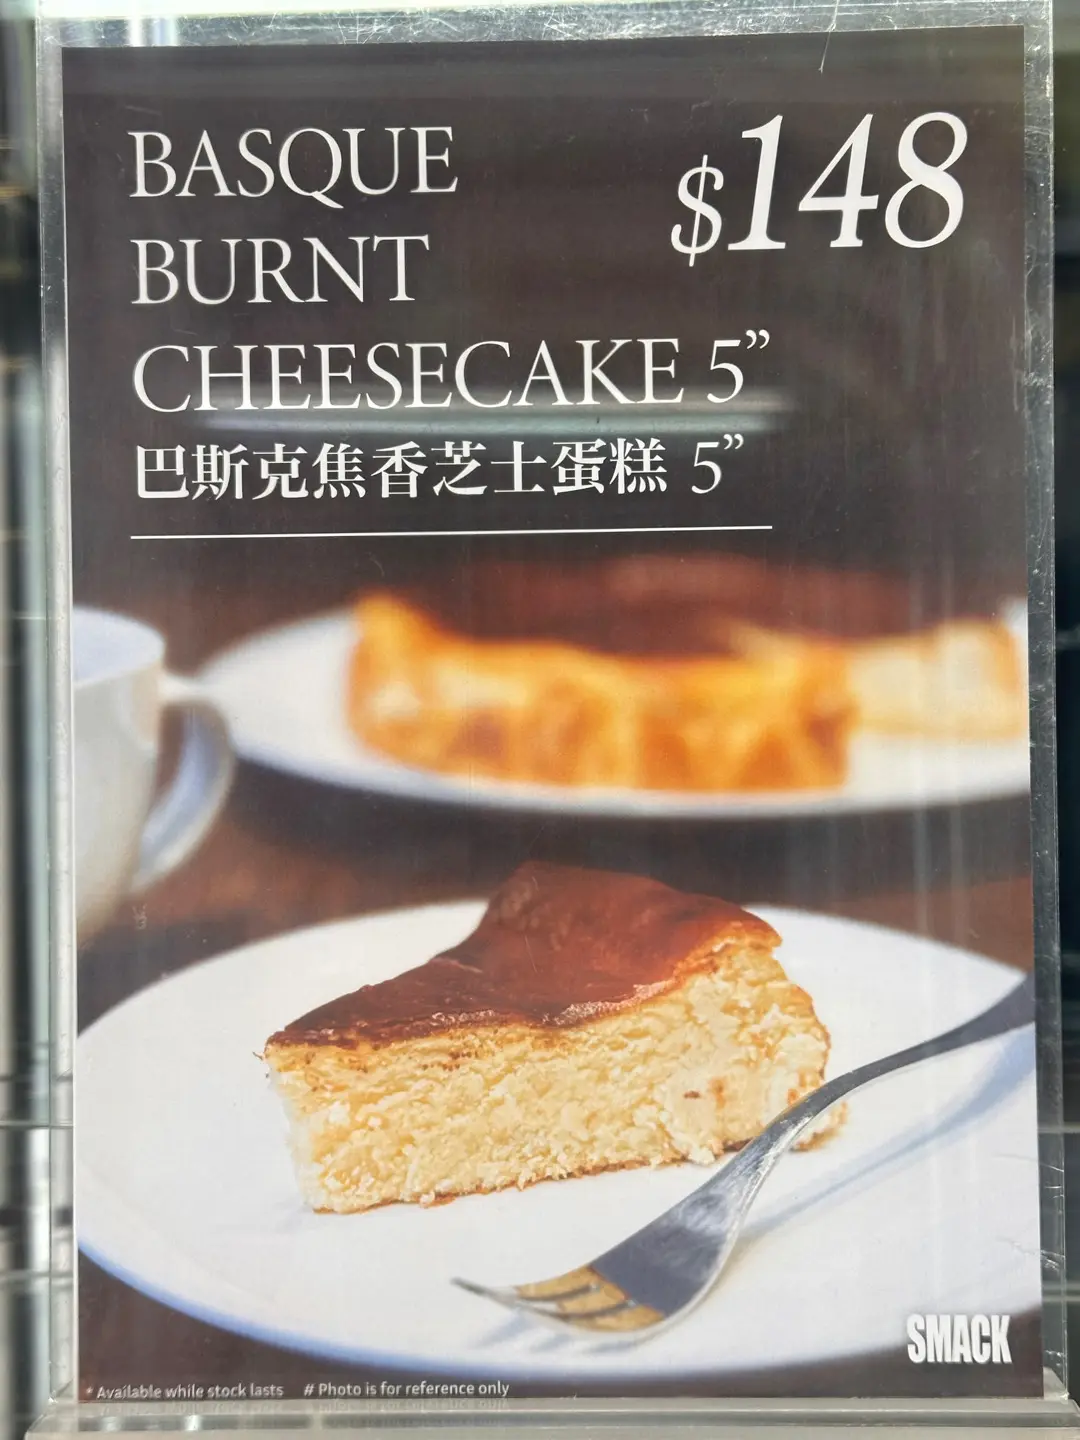 BASQUE
BURNT
CHEESECAKE 5”
$148
巴斯克焦香芝士蛋糕 5”
SMACK
* Available while stock lasts # Photo is for reference only